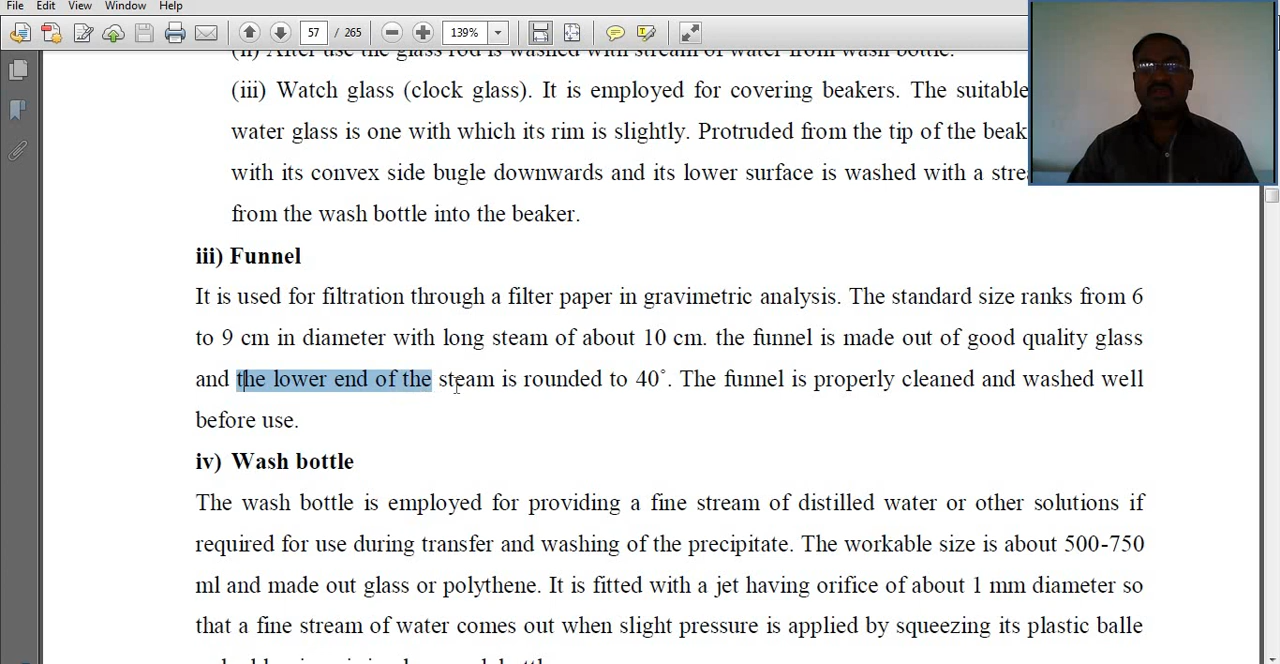 File Edit View Window Help
57 / 265 139%
(ii) After use the glass rod is washed with stream of water from wash bottle.
(iii) Watch glass (clock glass). It is employed for covering beakers. The suitable
water glass is one with which its rim is slightly. Protruded from the tip of the
with its convex side bugle downwards and its lower surface is washed with a
from the wash bottle into the beaker.
iii) Funnel
It is used for filtration through a filter paper in gravimetric analysis. The standard size ranks from 6
to 9 cm in diameter with long steam of about 10 cm. the funnel is made out of good quality glass
and the lower end of the steam is rounded to 40˚. The funnel is properly cleaned and washed well
before use.
iv) Wash bottle
The wash bottle is employed for providing a fine stream of distilled water or other solutions if
required for use during transfer and washing of the precipitate. The workable size is about 500-750
ml and made out glass or polythene. It is fitted with a jet having orifice of about 1 mm diameter so
that a fine stream of water comes out when slight pressure is applied by squeezing its plastic balle